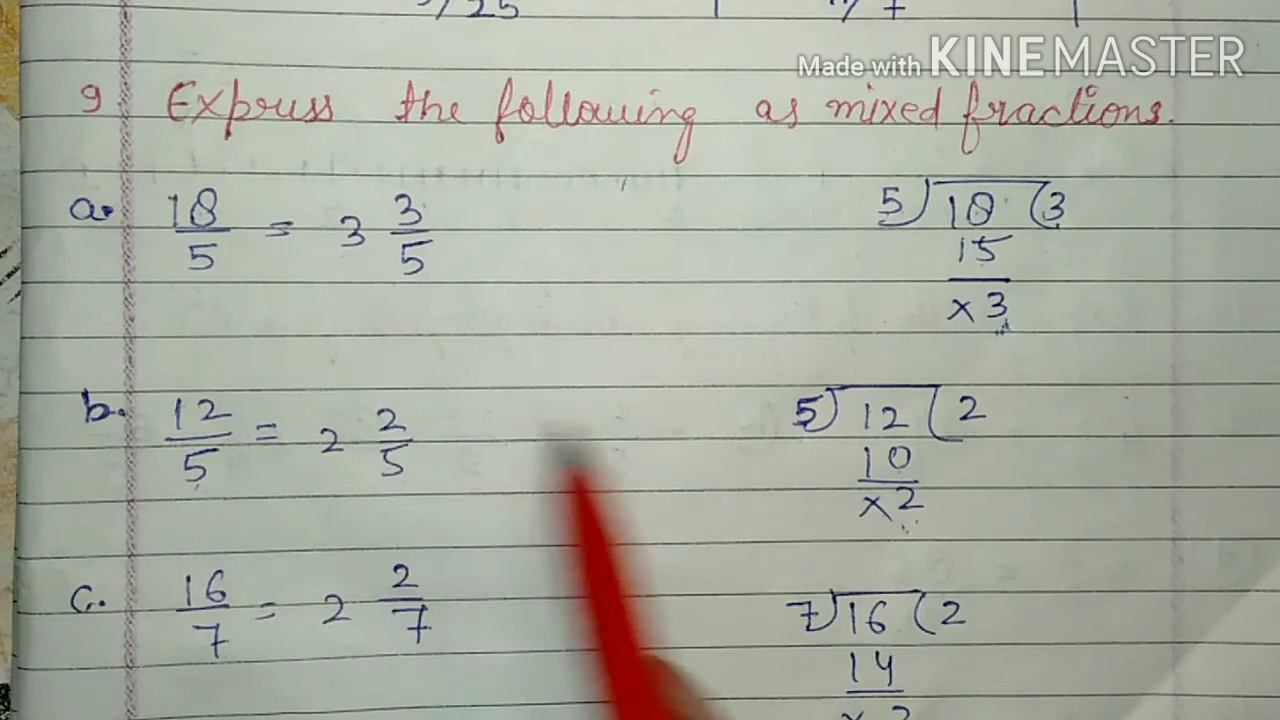 Made with KINEMASTER
9 Express the following as mixed fractions.
a. 18/5 = 3 3/5
5) 18 (3
15
x 3
b. 12/5 = 2 2/5
5) 12 ( 2
10
x 2
c. 16/7 = 2 2/7
7) 16 ( 2
14
x 2